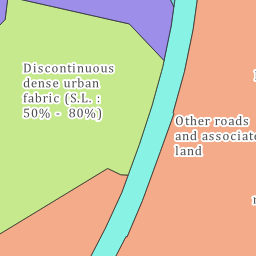 Discontinuous
dense urban
fabric (S.L. :
50% - 80%)
Other roads
and associate
land